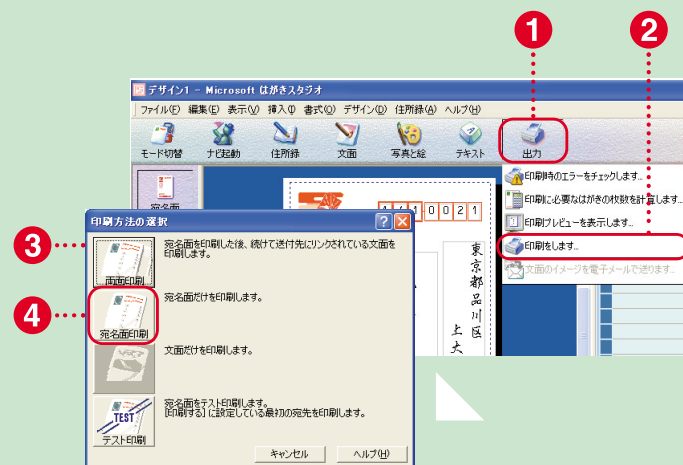 1
2
デザイン1 - Microsoft はがきスタジオ
ファイル(F) 編集(E) 表示(V) 挿入(I) 書式(O) デザイン(D) 住所録(A) ヘルプ(H)
モード切替 ナビ起動 住所録 文面 写真と絵 テキスト 出力
宛名面
印刷時のエラーをチェックします...
印刷に必要なはがきの枚数を計算します...
印刷プレビューを表示します...
印刷をします...
文面のイメージを電子メールで送ります...
1 4 1 0 0 2 1
東京都品川区
上大
印刷方法の選択
3
宛名面を印刷した後、続けて送付先にリンクされている文面を
印刷します。
両面印刷
4
宛名面だけを印刷します。
宛名面印刷
文面だけを印刷します。
宛名面をテスト印刷します。
[印刷する] に設定している最初の宛先を印刷します。
TEST
テスト印刷
キャンセル ヘルプ(H)